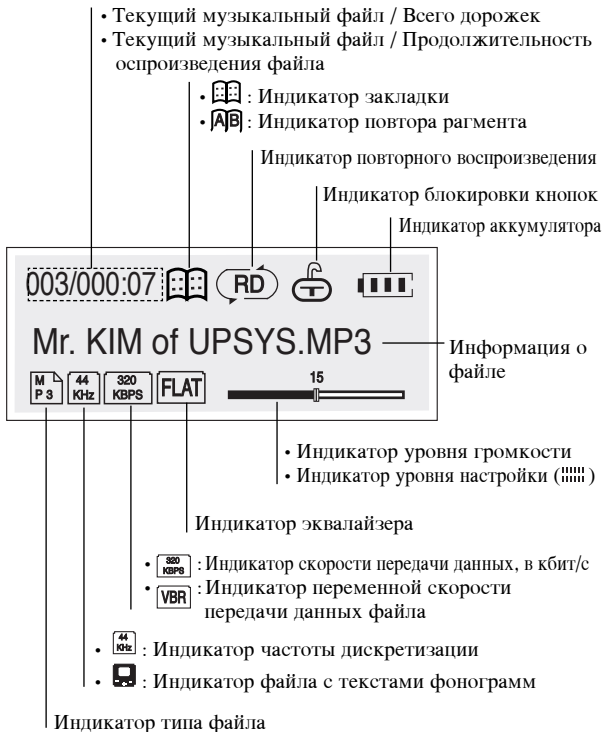 • Текущий музыкальный файл / Всего дорожек
• Текущий музыкальный файл / Продолжительность
оспроизведения файла
• : Индикатор закладки
• A B : Индикатор повтора рагмента
Индикатор повторного воспроизведения
Индикатор блокировки кнопок
Индикатор аккумулятора
003/000:07 RD
Mr. KIM of UPSYS.MP3
Информация о
файле
M P 3 44 KHz 320 KBPS FLAT 15
• Индикатор уровня громкости
• Индикатор уровня настройки ( )
Индикатор эквалайзера
• 320 KBPS : Индикатор скорости передачи данных, в кбит/с
• VBR : Индикатор переменной скорости
передачи данных файла
• 44 KHz : Индикатор частоты дискретизации
• : Индикатор файла с текстами фонограмм
Индикатор типа файла